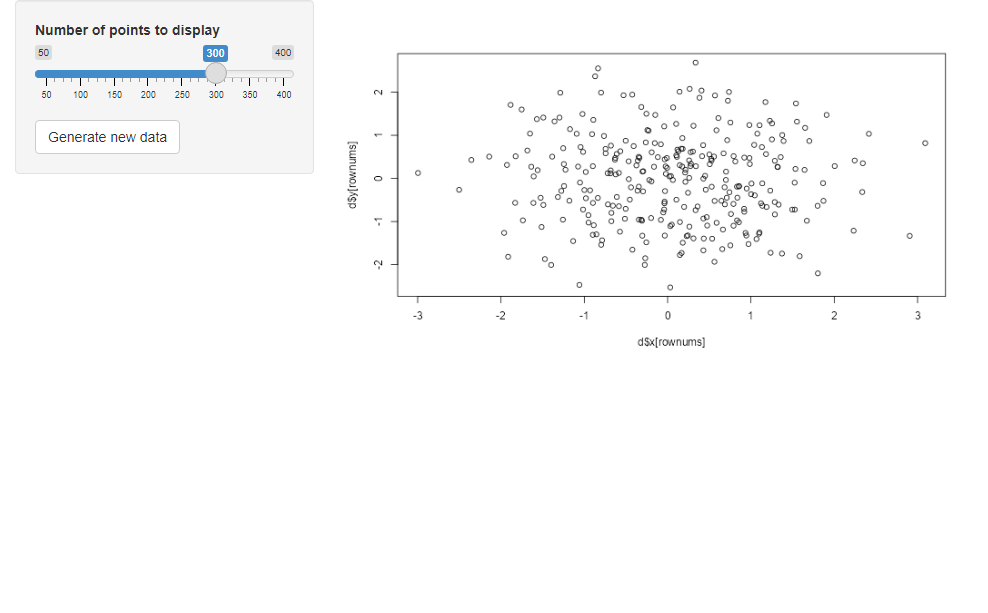 Number of points to display
50 300 400
50 100 150 200 250 300 350 400
Generate new data
2
1
0
-1
-2
d$y[rownums]
-3 -2 -1 0 1 2 3
d$x[rownums]